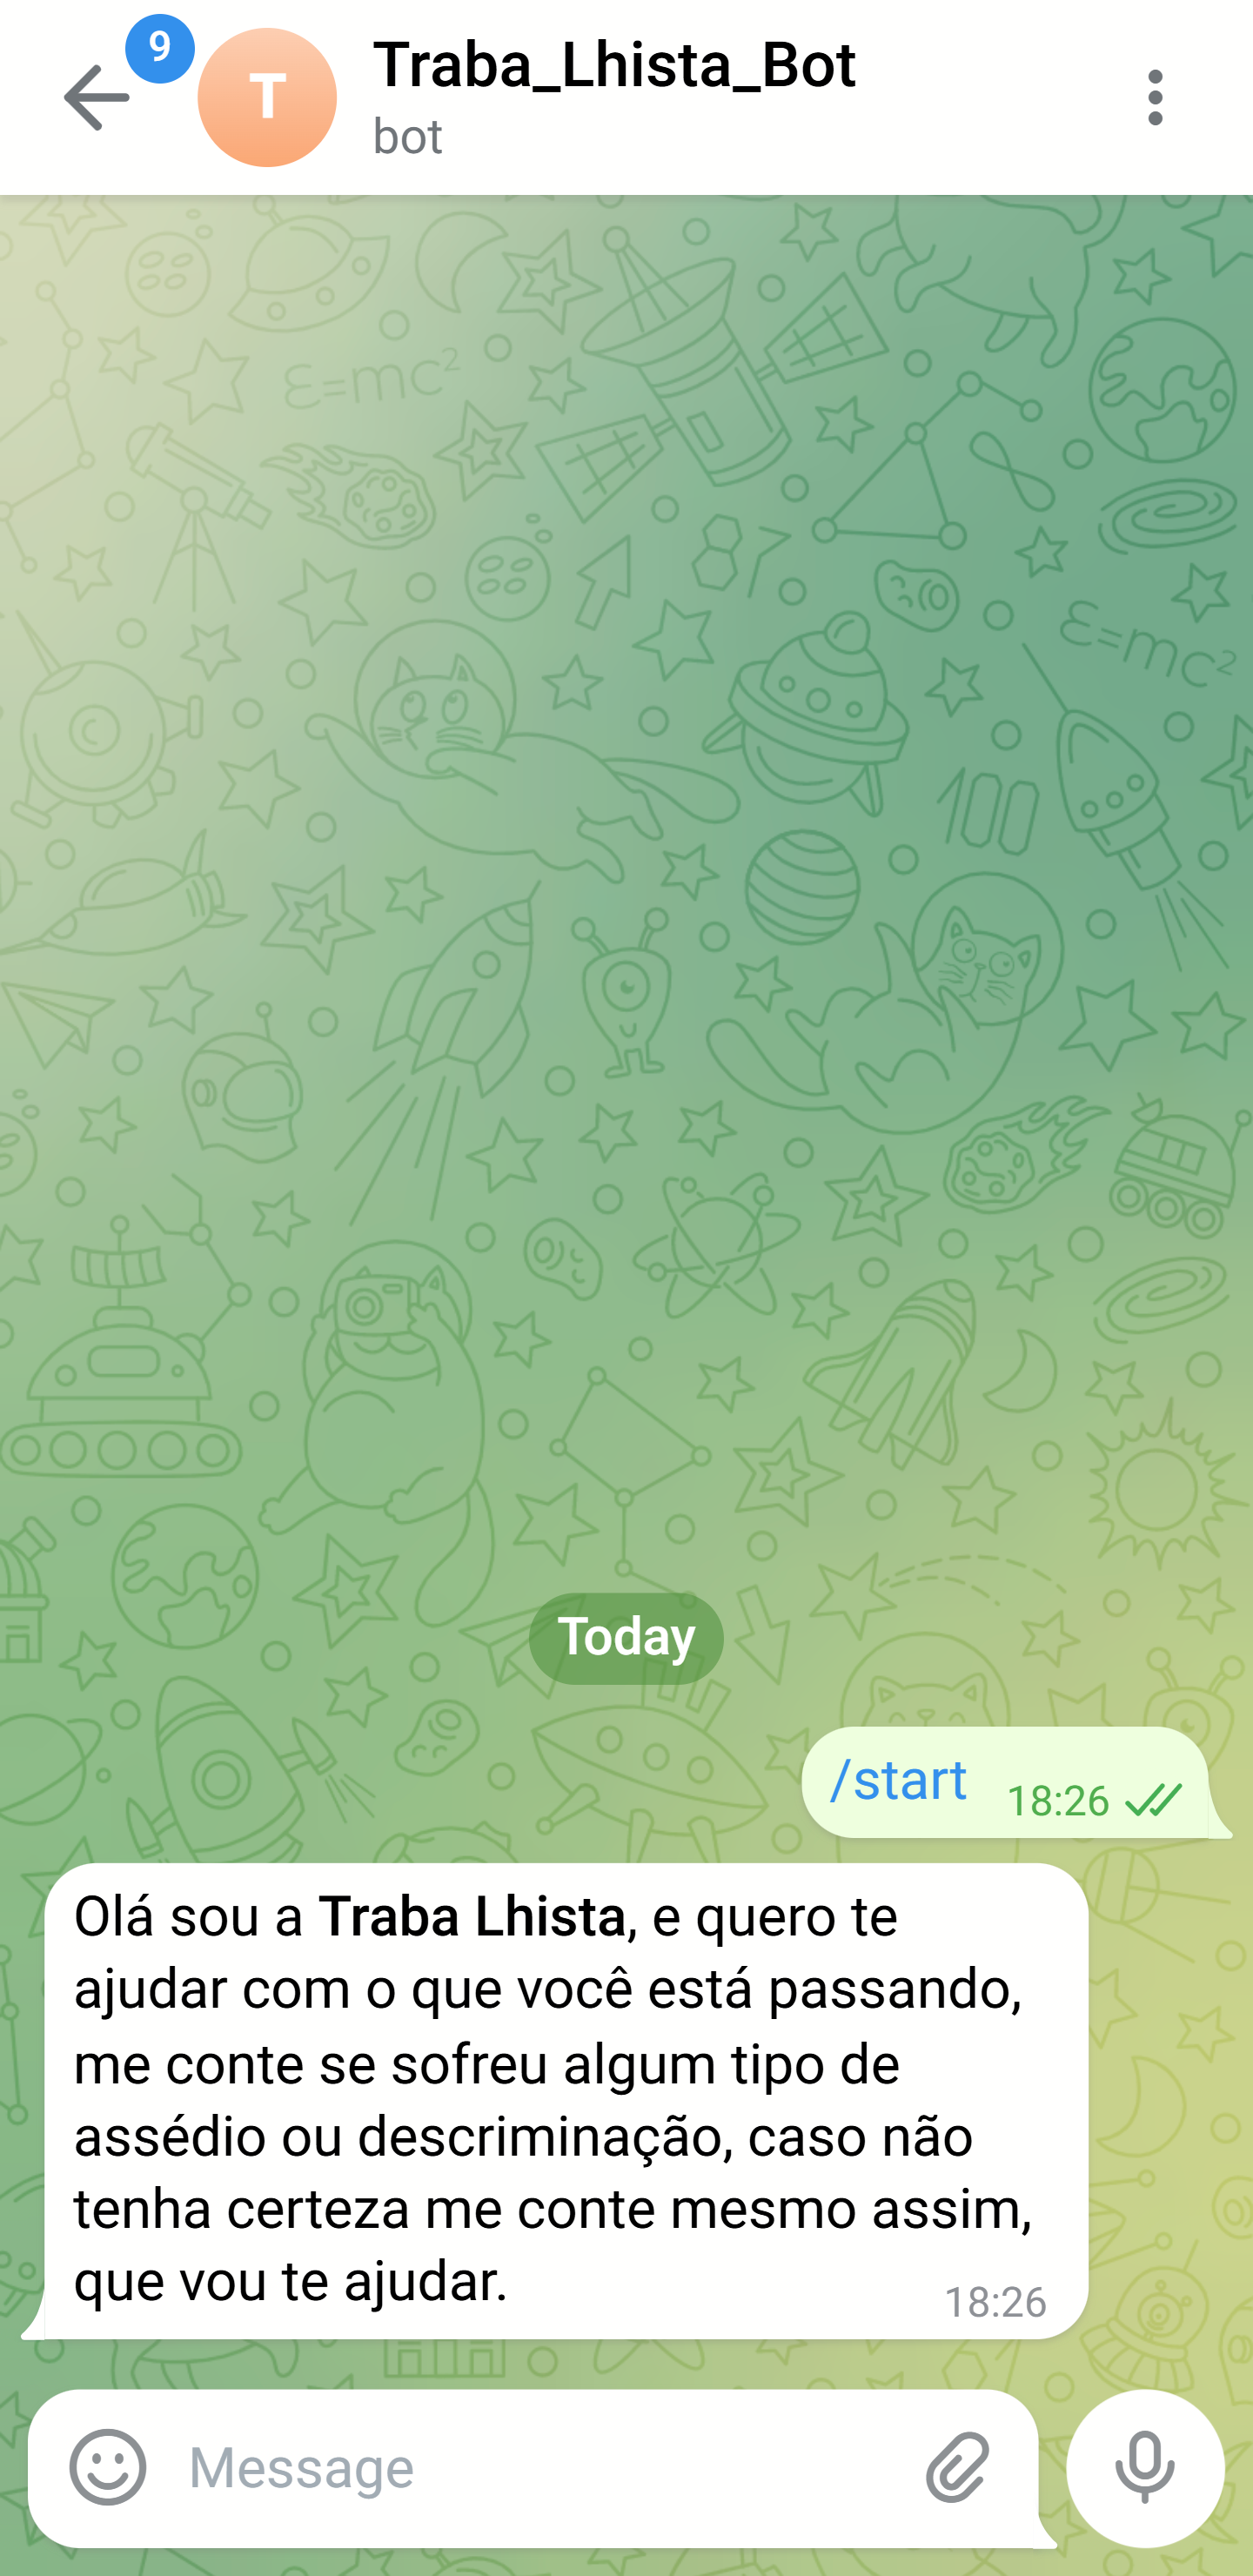 9
T
Traba_Lhista_Bot
bot
ε=mc²
ε=mc²
Today
/start 18:26
Olá sou a Traba Lhista, e quero te
ajudar com o que você está passando,
me conte se sofreu algum tipo de
assédio ou descriminação, caso não
tenha certeza me conte mesmo assim,
que vou te ajudar.
18:26
Message